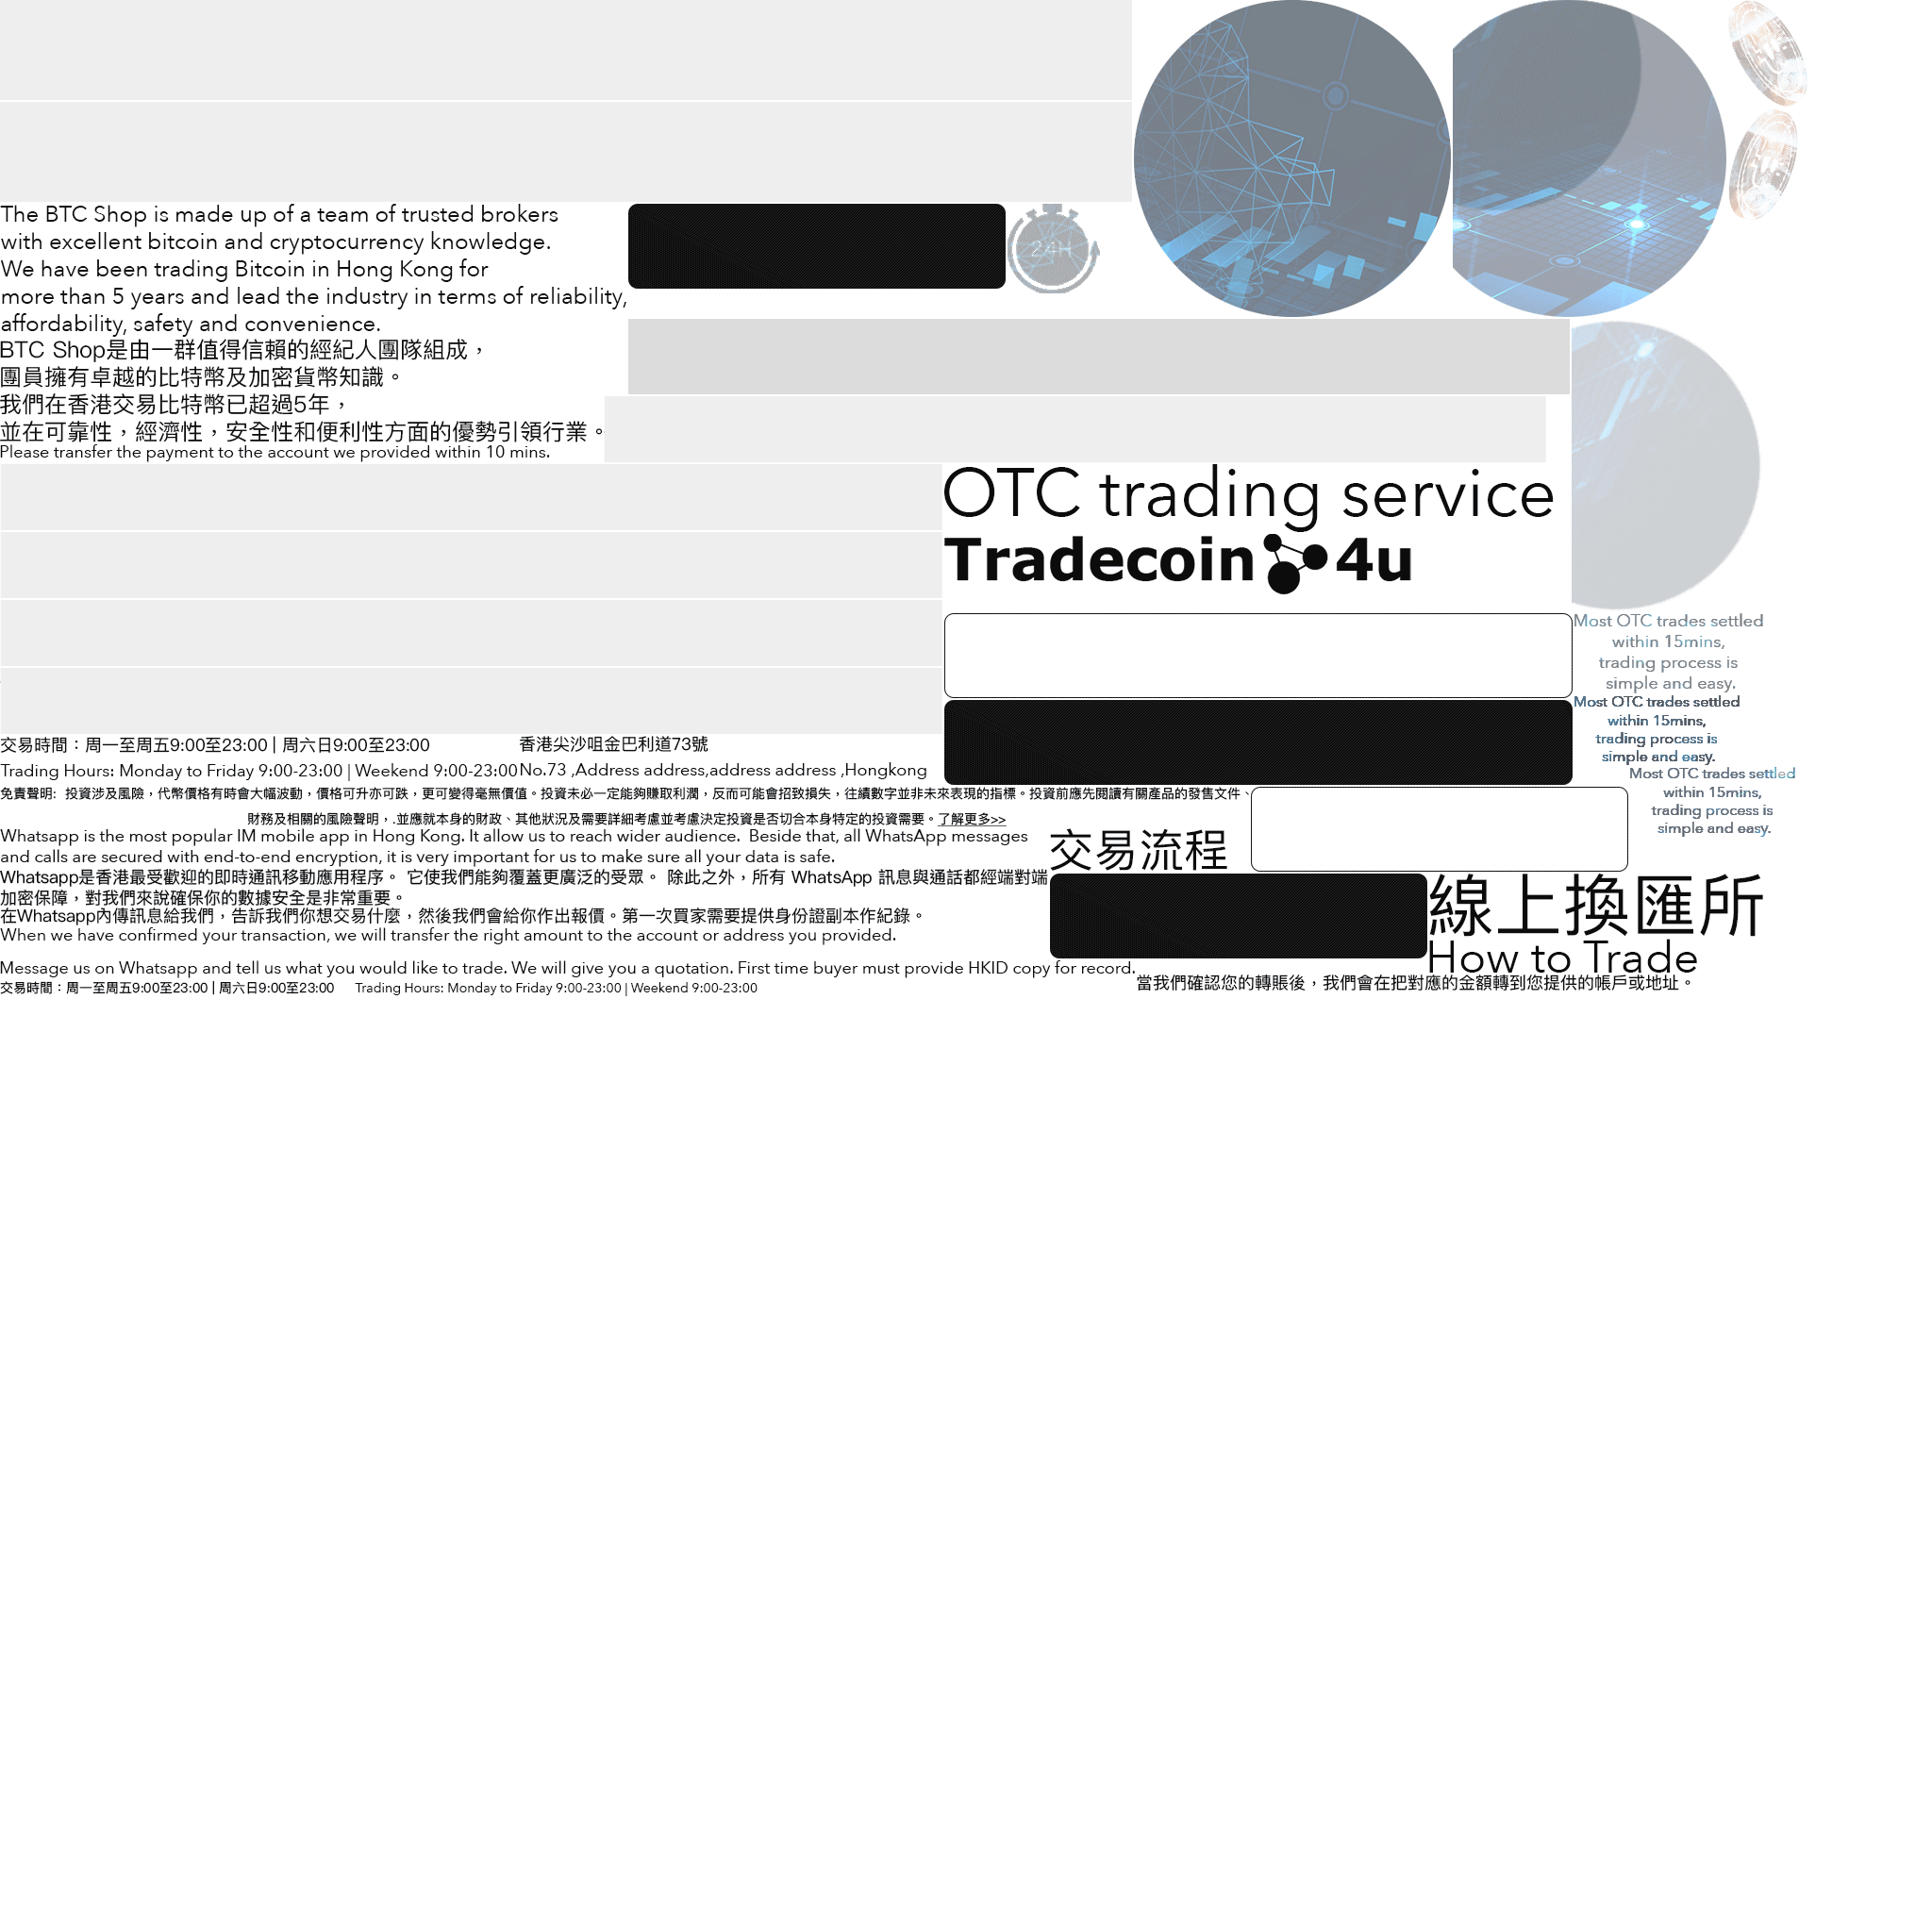 24H
The BTC Shop is made up of a team of trusted brokers
with excellent bitcoin and cryptocurrency knowledge.
We have been trading Bitcoin in Hong Kong for
more than 5 years and lead the industry in terms of reliability,
affordability, safety and convenience.
BTC Shop是由一群值得信賴的經紀人團隊組成，
團員擁有卓越的比特幣及加密貨幣知識。
我們在香港交易比特幣已超過5年，
並在可靠性，經濟性，安全性和便利性方面的優勢引領行業。
Please transfer the payment to the account we provided within 10 mins.
OTC trading service
Tradecoin 4u
Most OTC trades settled
within 15mins,
trading process is
simple and easy.
Most OTC trades settled
within 15mins,
trading process is
simple and easy.
Most OTC trades settled
within 15mins,
trading process is
simple and easy.
交易時間：周一至周五9:00至23:00 | 周六日9:00至23:00
香港尖沙咀金巴利道73號
Trading Hours: Monday to Friday 9:00-23:00 | Weekend 9:00-23:00
No.73 ,Address address,address address ,Hongkong
免責聲明: 投資涉及風險，代幣價格有時會大幅波動，價格可升亦可跌，更可變得毫無價值。投資未必一定能夠賺取利潤，反而可能會招致損失，往績數字並非未來表現的指標。投資前應先閱讀有關產品的發售文件、
財務及相關的風險聲明，.並應就本身的財政、其他狀況及需要詳細考慮並考慮決定投資是否切合本身特定的投資需要。了解更多>>
Whatsapp is the most popular IM mobile app in Hong Kong. It allow us to reach wider audience. Beside that, all WhatsApp messages
and calls are secured with end-to-end encryption, it is very important for us to make sure all your data is safe.
交易流程
Whatsapp是香港最受歡迎的即時通訊移動應用程序。 它使我們能夠覆蓋更廣泛的受眾。 除此之外，所有 WhatsApp 訊息與通話都經端對端
加密保障，對我們來說確保你的數據安全是非常重要。
在Whatsapp內傳訊息給我們，告訴我們你想交易什麼，然後我們會給你作出報價。第一次買家需要提供身份證副本作紀錄。
線上換匯所
When we have confirmed your transaction, we will transfer the right amount to the account or address you provided.
How to Trade
Message us on Whatsapp and tell us what you would like to trade. We will give you a quotation. First time buyer must provide HKID copy for record.
當我們確認您的轉賬後，我們會在把對應的金額轉到您提供的帳戶或地址。
交易時間：周一至周五9:00至23:00 | 周六日9:00至23:00 Trading Hours: Monday to Friday 9:00-23:00 | Weekend 9:00-23:00